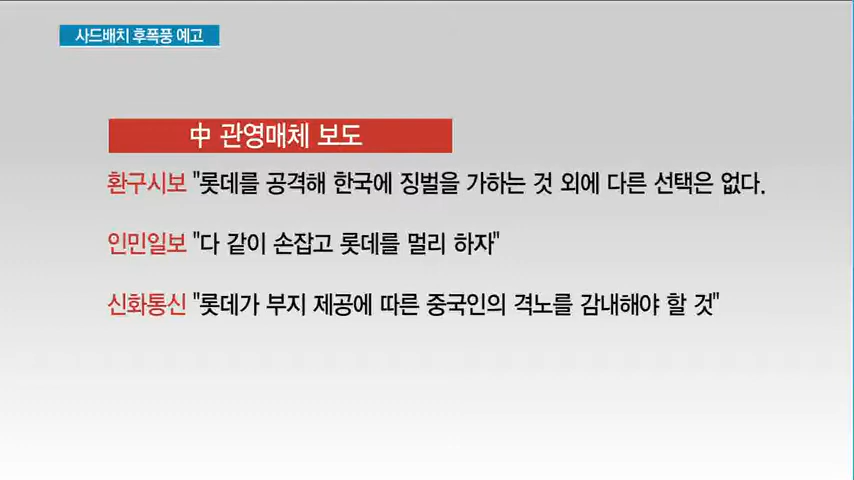 사드배치 후폭풍 예고
中 관영매체 보도
환구시보 "롯데를 공격해 한국에 징벌을 가하는 것 외에 다른 선택은 없다.
인민일보 "다 같이 손잡고 롯데를 멀리 하자"
신화통신 "롯데가 부지 제공에 따른 중국인의 격노를 감내해야 할 것"